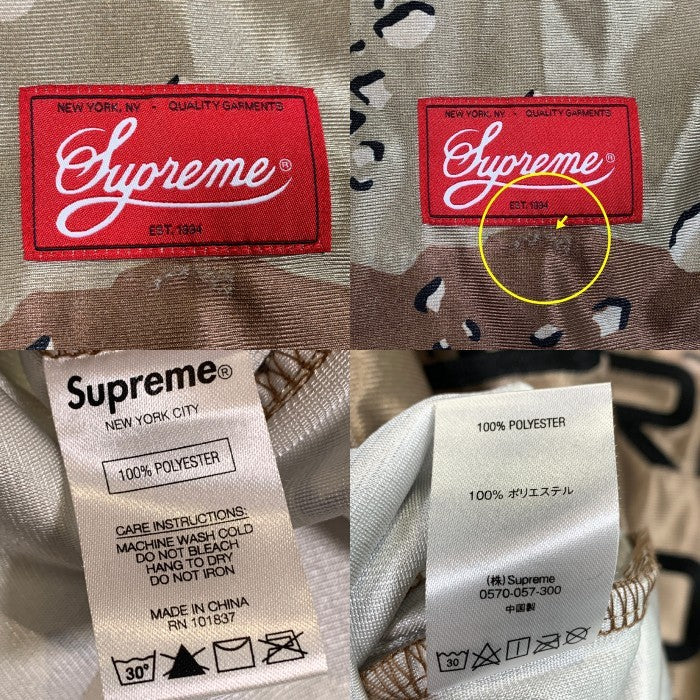 NEW YORK, NY - QUALITY GARMENTS
Supreme®
EST. 1994
NEW YORK, NY - QUALITY GARMENTS
Supreme®
EST. 1994
Supreme®
NEW YORK CITY
100% POLYESTER
CARE INSTRUCTIONS:
MACHINE WASH COLD
DO NOT BLEACH
HANG TO DRY
DO NOT IRON
MADE IN CHINA
RN 101837
30°
100% POLYESTER
100% ポリエステル
(株) Supreme
0570-057-300
中国製
30
R